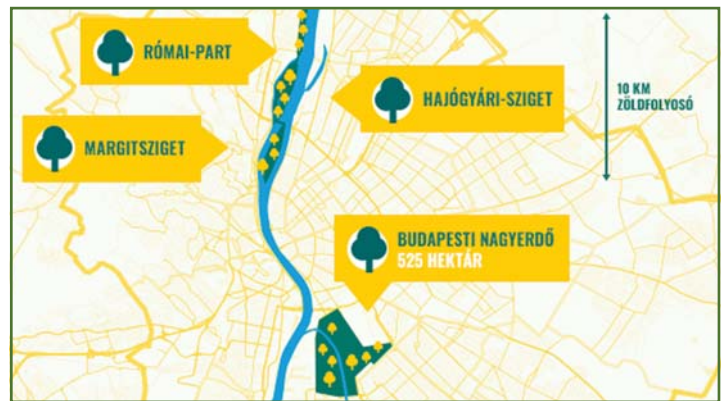 RÓMAI-PART
HAJÓGYÁRI-SZIGET
10 KM
ZÖLDFOLYOSÓ
MARGITSZIGET
BUDAPESTI NAGYERDŐ
525 HEKTÁR